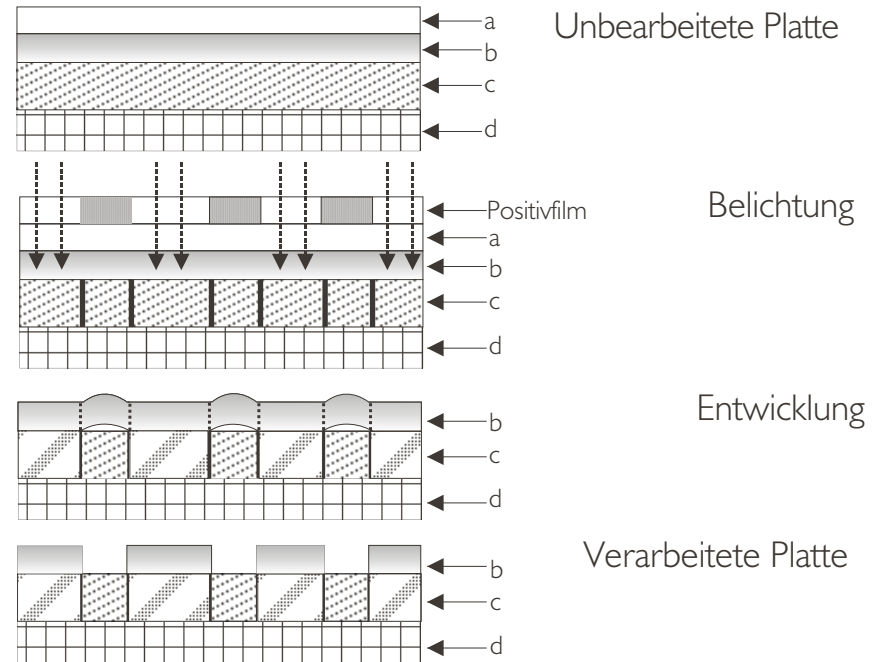 a
Unbearbeitete Platte
b
c
d
Positivfilm
Belichtung
a
b
c
d
Entwicklung
b
c
d
Verarbeitete Platte
b
c
d